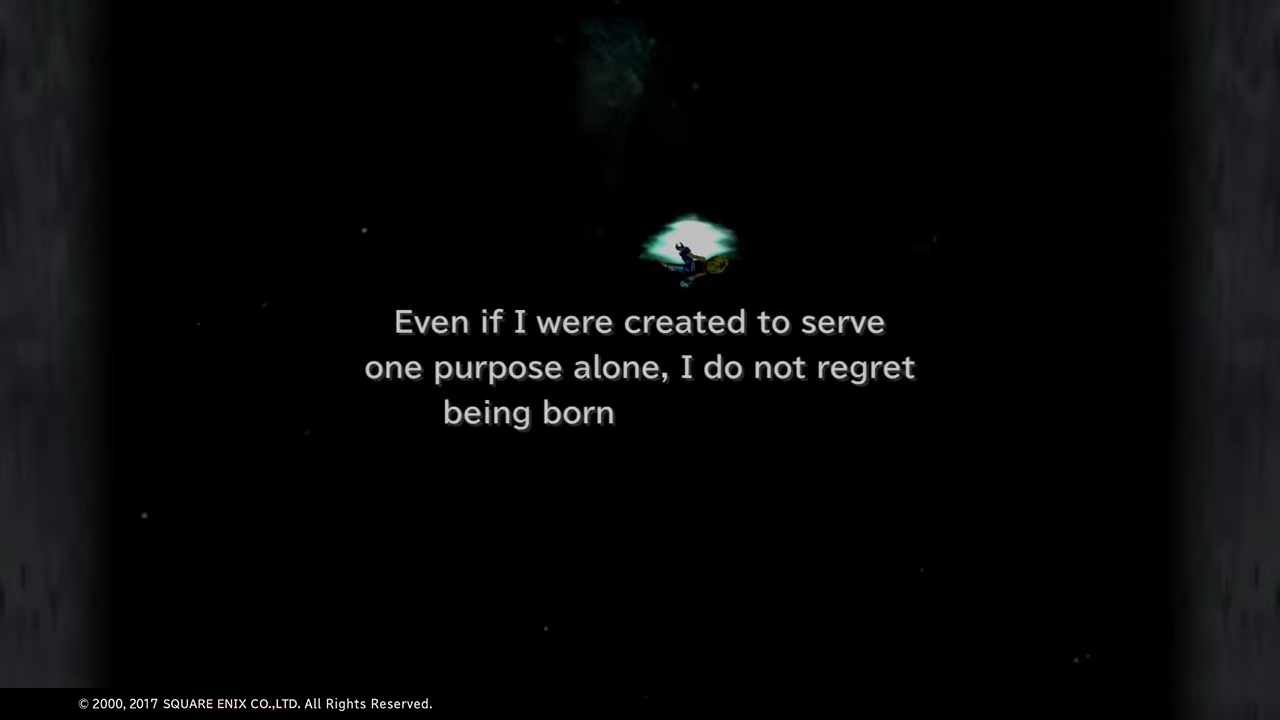 Even if I were created to serve
one purpose alone, I do not regret
being born
© 2000, 2017 SQUARE ENIX CO.,LTD. All Rights Reserved.